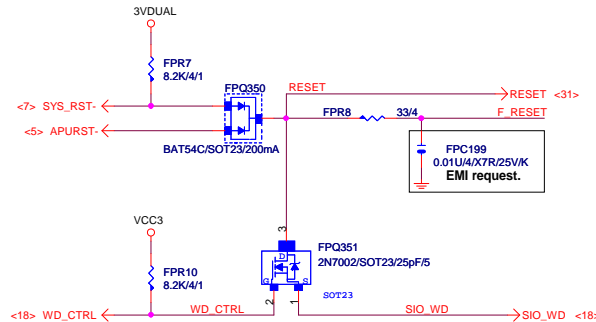 3VDUAL
FPR7
8.2K/4/1
FPQ350
RESET
<7> SYS_RST-
RESET <31>
FPR8
33/4
F_RESET
<5> APURST-
BAT54C/SOT23/200mA
FPC199
0.01U/4/X7R/25V/K
EMI request.
VCC3
3
FPQ351
2N7002/SOT23/25pF/5
D
G
S
FPR10
8.2K/4/1
SOT23
2
1
<18> WD_CTRL
WD_CTRL
SIO_WD
SIO_WD <18>